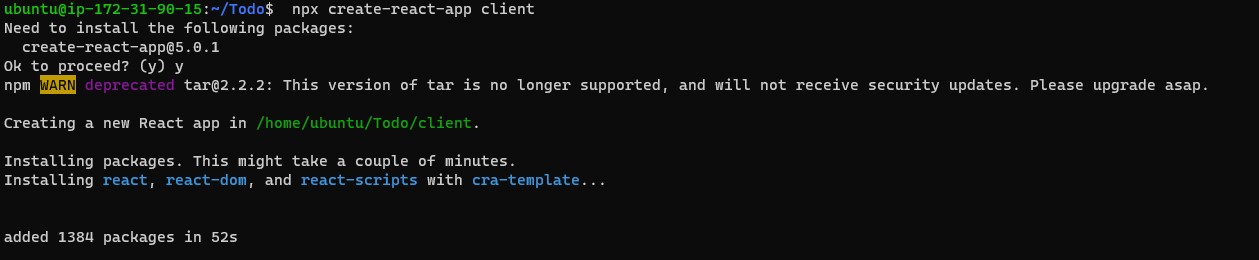 ubuntu@ip-172-31-90-15:~/Todo$  npx create-react-app client
Need to install the following packages:
  create-react-app@5.0.1
Ok to proceed? (y) y
npm WARN deprecated tar@2.2.2: This version of tar is no longer supported, and will not receive security updates. Please upgrade asap.
Creating a new React app in /home/ubuntu/Todo/client.
Installing packages. This might take a couple of minutes.
Installing react, react-dom, and react-scripts with cra-template...
added 1384 packages in 52s